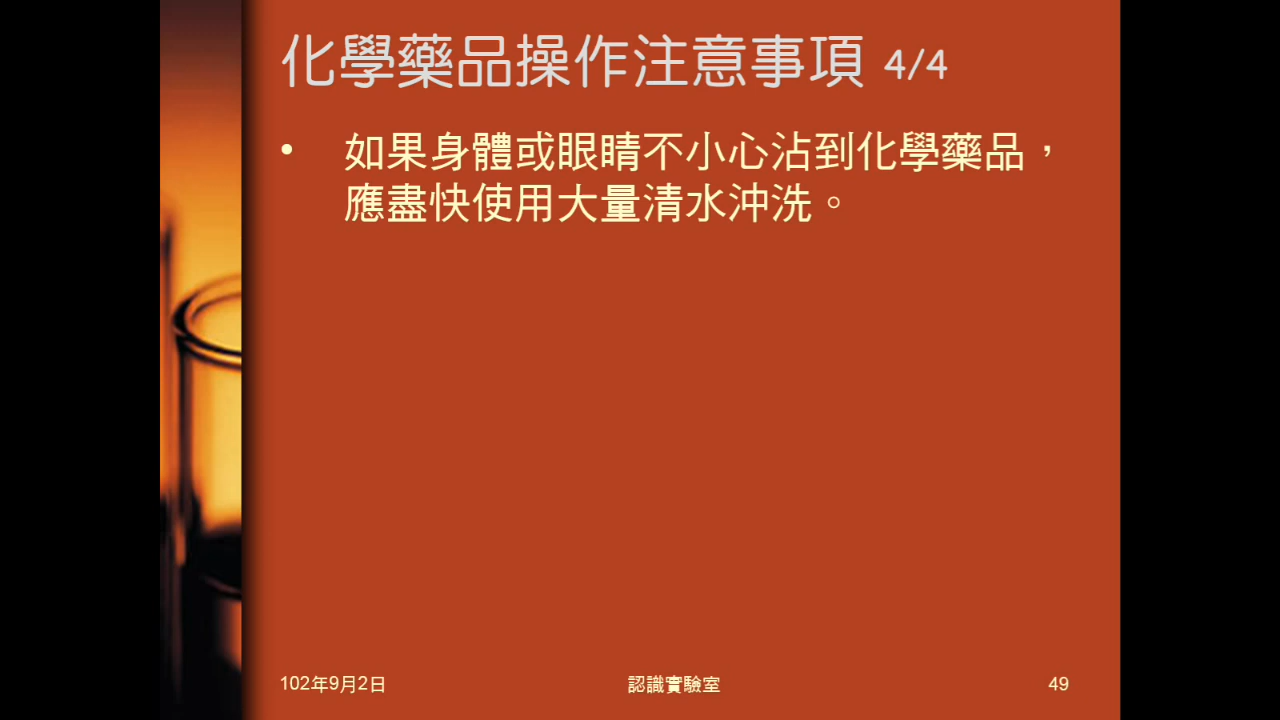 化學藥品操作注意事項 4/4
• 如果身體或眼睛不小心沾到化學藥品，
應盡快使用大量清水沖洗。
102年9月2日 認識實驗室 49